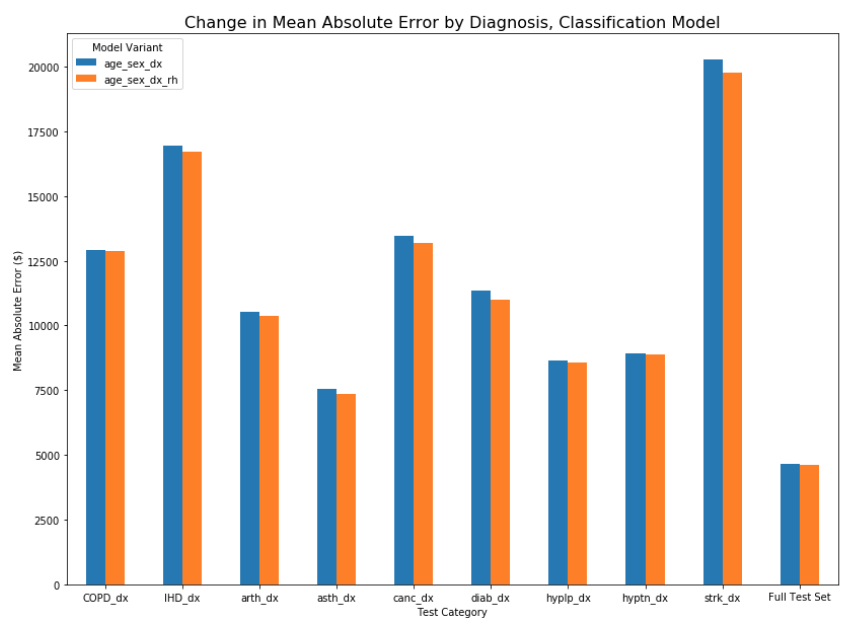 Change in Mean Absolute Error by Diagnosis, Classification Model
Model Variant
age_sex_dx
age_sex_dx_rh
20000
17500
15000
12500
10000
7500
5000
2500
0
Mean Absolute Error ($)
COPD_dx IHD_dx arth_dx asth_dx canc_dx diab_dx hyplp_dx hyptn_dx strk_dx Full Test Set
Test Category